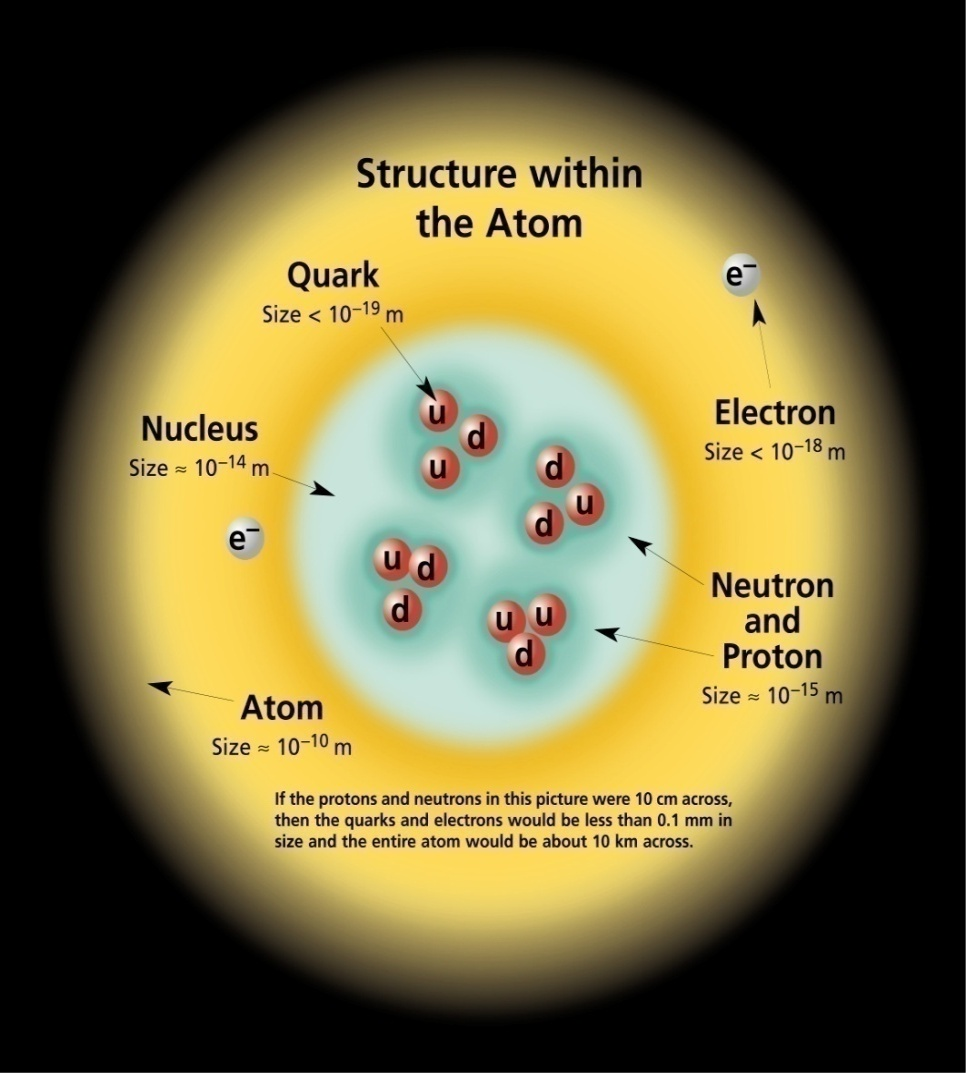 Structure within
the Atom
Quark
Size < 10⁻¹⁹ m
e⁻
Nucleus
Size ≈ 10⁻¹⁴ m
u
d
u
Electron
Size < 10⁻¹⁸ m
d
u
d
e⁻
u
d
d
Neutron
and
Proton
Size ≈ 10⁻¹⁵ m
u
u
d
Atom
Size ≈ 10⁻¹⁰ m
If the protons and neutrons in this picture were 10 cm across,
then the quarks and electrons would be less than 0.1 mm in
size and the entire atom would be about 10 km across.